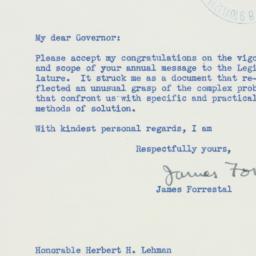 My dear Governor:
Please accept my congratulations on the vigo
and scope of your annual message to the Legi
lature. It struck me as a document that re-
flected an unusual grasp of the complex prob
that confront us with specific and practical
methods of solution.
With kindest personal regards, I am
Respectfully yours,
James For
James Forrestal
Honorable Herbert H. Lehman